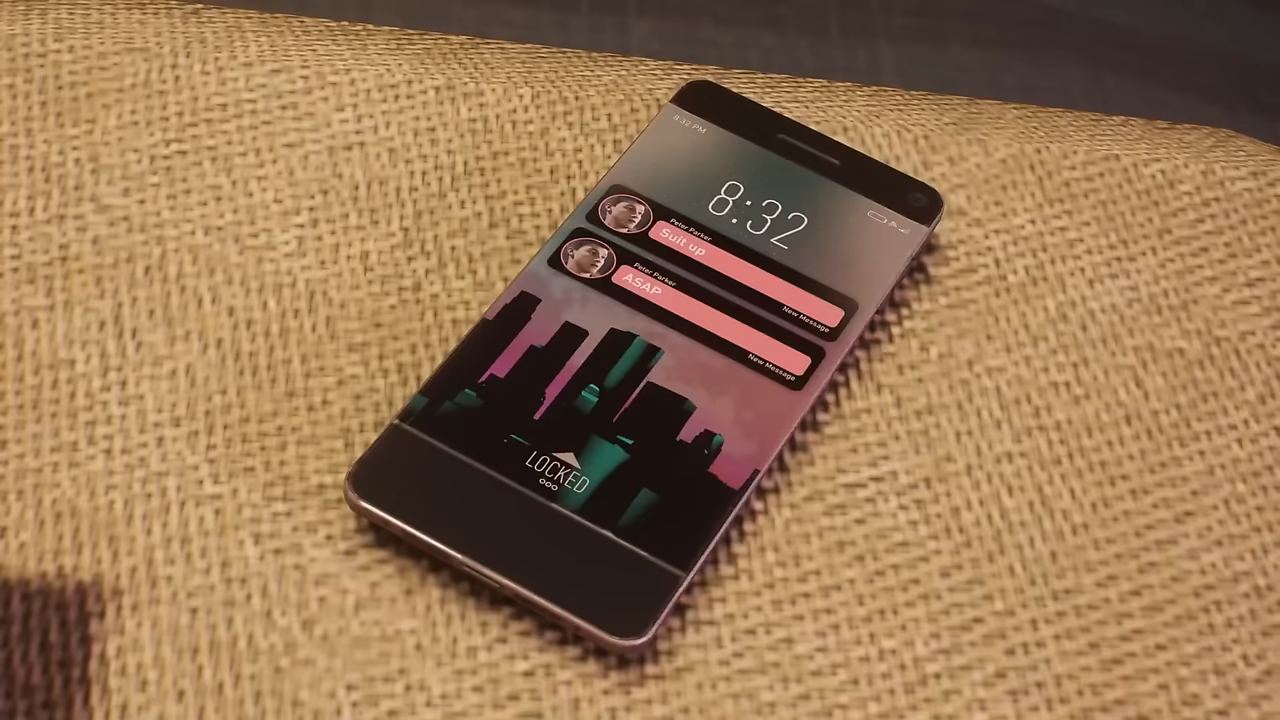 8:32 PM
8:32
Peter Parker
Suit up
New Message
Peter Parker
ASAP
New Message
LOCKED